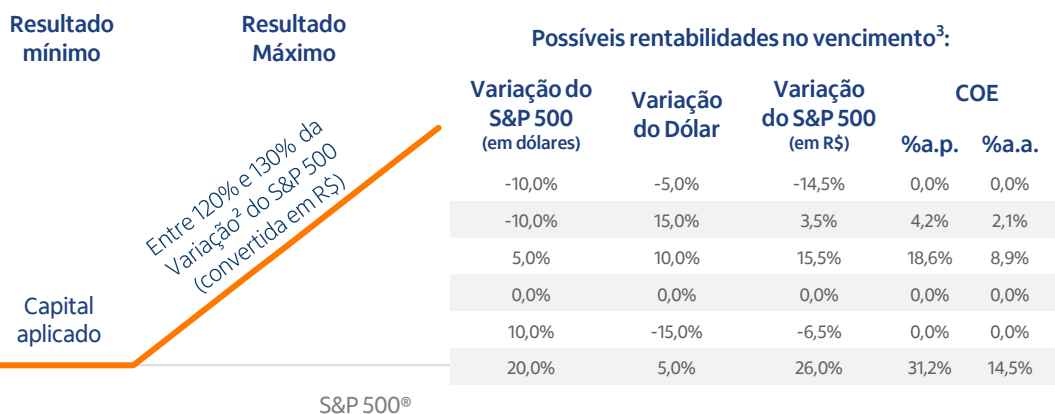 Resultado
mínimo
Resultado
Máximo
Entre 120% e 130% da
Variação² do S&P 500
(convertida em R$)
Capital
aplicado
S&P 500®
Possíveis rentabilidades no vencimento³:
Variação do
S&P 500
(em dólares)
Variação
do Dólar
Variação
do S&P 500
(em R$)
COE
%a.p. %a.a.
-10,0% -5,0% -14,5% 0,0% 0,0%
-10,0% 15,0% 3,5% 4,2% 2,1%
5,0% 10,0% 15,5% 18,6% 8,9%
0,0% 0,0% 0,0% 0,0% 0,0%
10,0% -15,0% -6,5% 0,0% 0,0%
20,0% 5,0% 26,0% 31,2% 14,5%